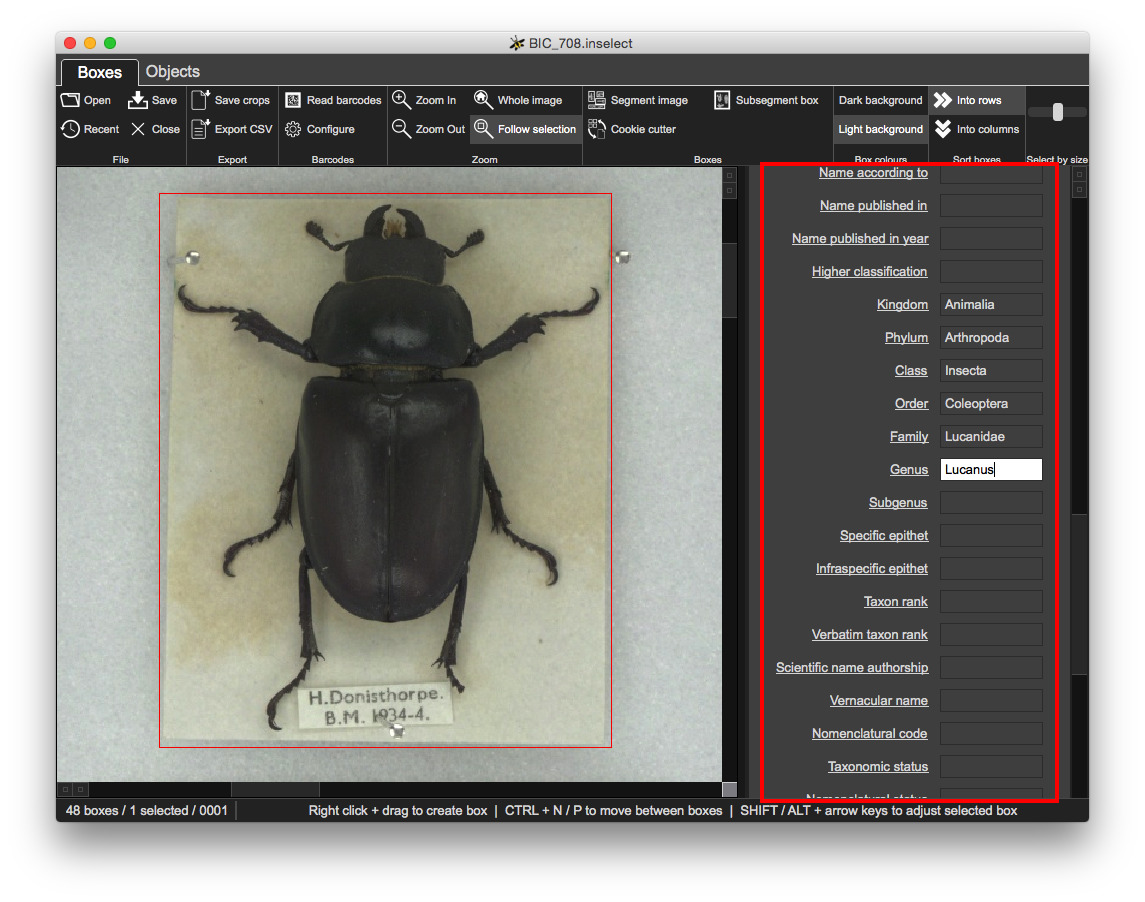 BIC_708.inselect
Boxes Objects
Open Save Save crops Read barcodes Zoom In Whole image Segment image Subsegment box Dark background Into rows
Recent Close Export CSV Configure Zoom Out Follow selection Cookie cutter Light background Into columns
File Export Barcodes Zoom Boxes Box colours Sort boxes Select by size
Name according to
Name published in
Name published in year
Higher classification
Kingdom Animalia
Phylum Arthropoda
Class Insecta
Order Coleoptera
Family Lucanidae
Genus Lucanus
Subgenus
Specific epithet
Infraspecific epithet
Taxon rank
Verbatim taxon rank
Scientific name authorship
Vernacular name
Nomenclatural code
Taxonomic status
Nomenclatural status
H.Donisthorpe.
B.M. 1934-4.
48 boxes / 1 selected / 0001 Right click + drag to create box | CTRL + N / P to move between boxes | SHIFT / ALT + arrow keys to adjust selected box